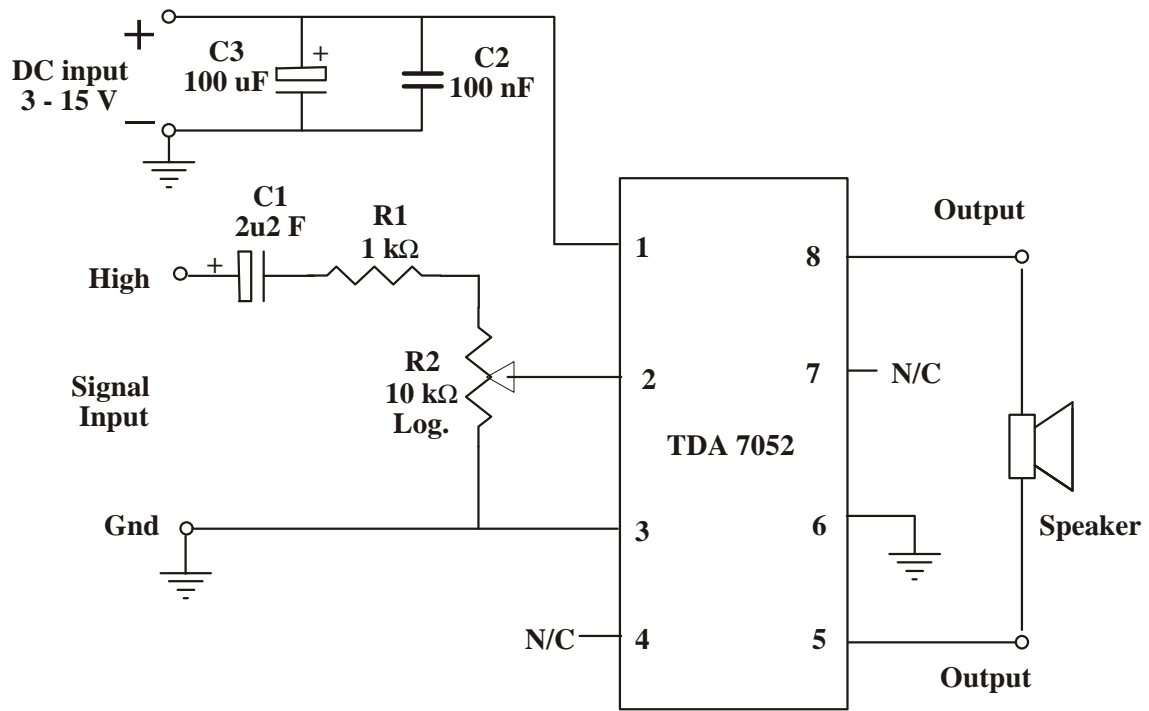 +
DC input
3 - 15 V
—
C3
100 uF
+
C2
100 nF
C1
2u2 F
+
R1
1 kΩ
High
R2
10 kΩ
Log.
Signal
Input
Gnd
N/C
1
2
3
4
TDA 7052
8
7
6
5
N/C
Output
Speaker
Output